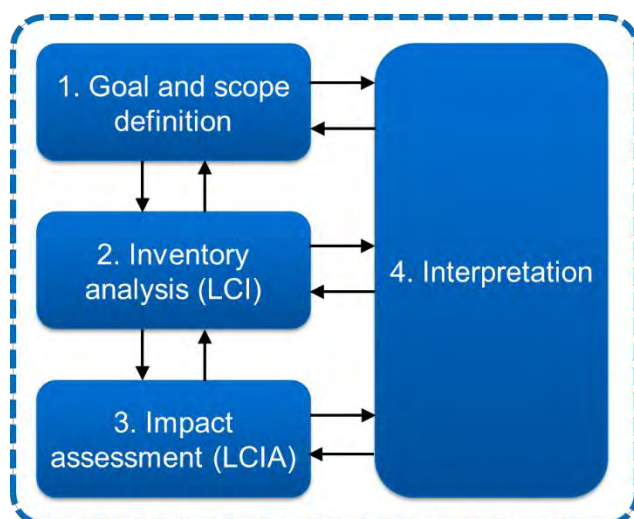 1. Goal and scope
definition
2. Inventory
analysis (LCI)
4. Interpretation
3. Impact
assessment (LCIA)